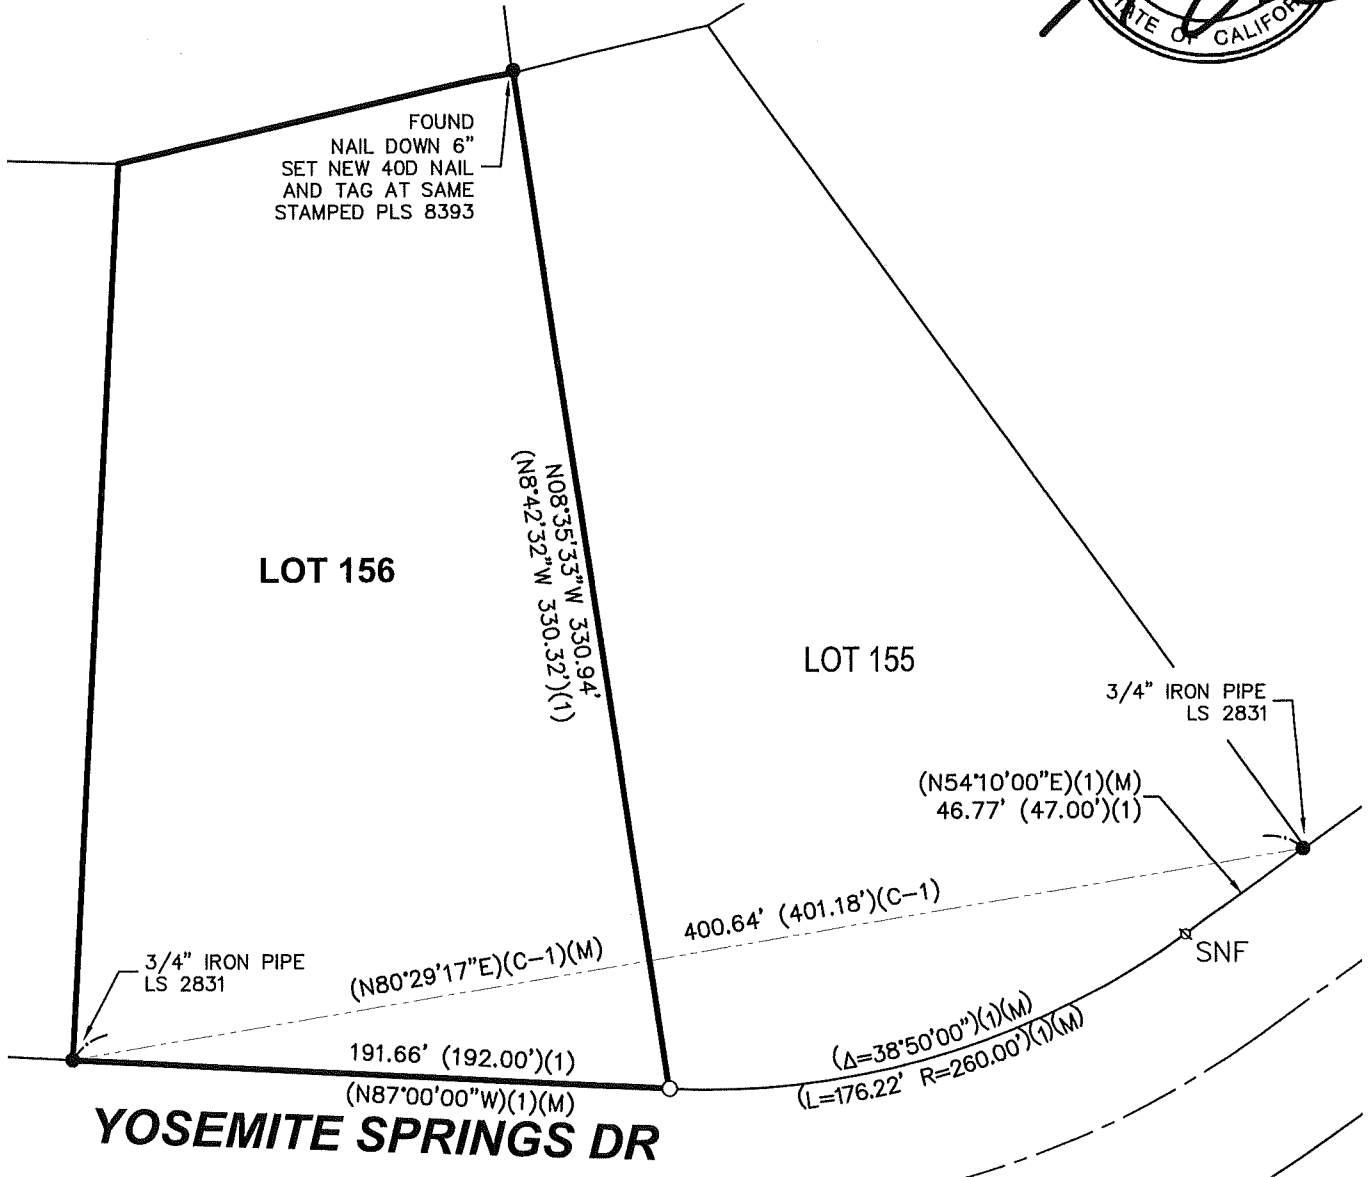 STATE OF CALIFOR
FOUND
NAIL DOWN 6"
SET NEW 40D NAIL
AND TAG AT SAME
STAMPED PLS 8393
N08°35'33"W 330.94'
(N8°42'32"W 330.32')(1)
LOT 156
LOT 155
3/4" IRON PIPE
LS 2831
(N54°10'00"E)(1)(M)
46.77' (47.00')(1)
400.64' (401.18')(C-1)
(N80°29'17"E)(C-1)(M)
SNF
3/4" IRON PIPE
LS 2831
191.66' (192.00')(1)
(N87°00'00"W)(1)(M)
(Δ=38°50'00")(1)(M)
(L=176.22' R=260.00')(1)(M)
YOSEMITE SPRINGS DR